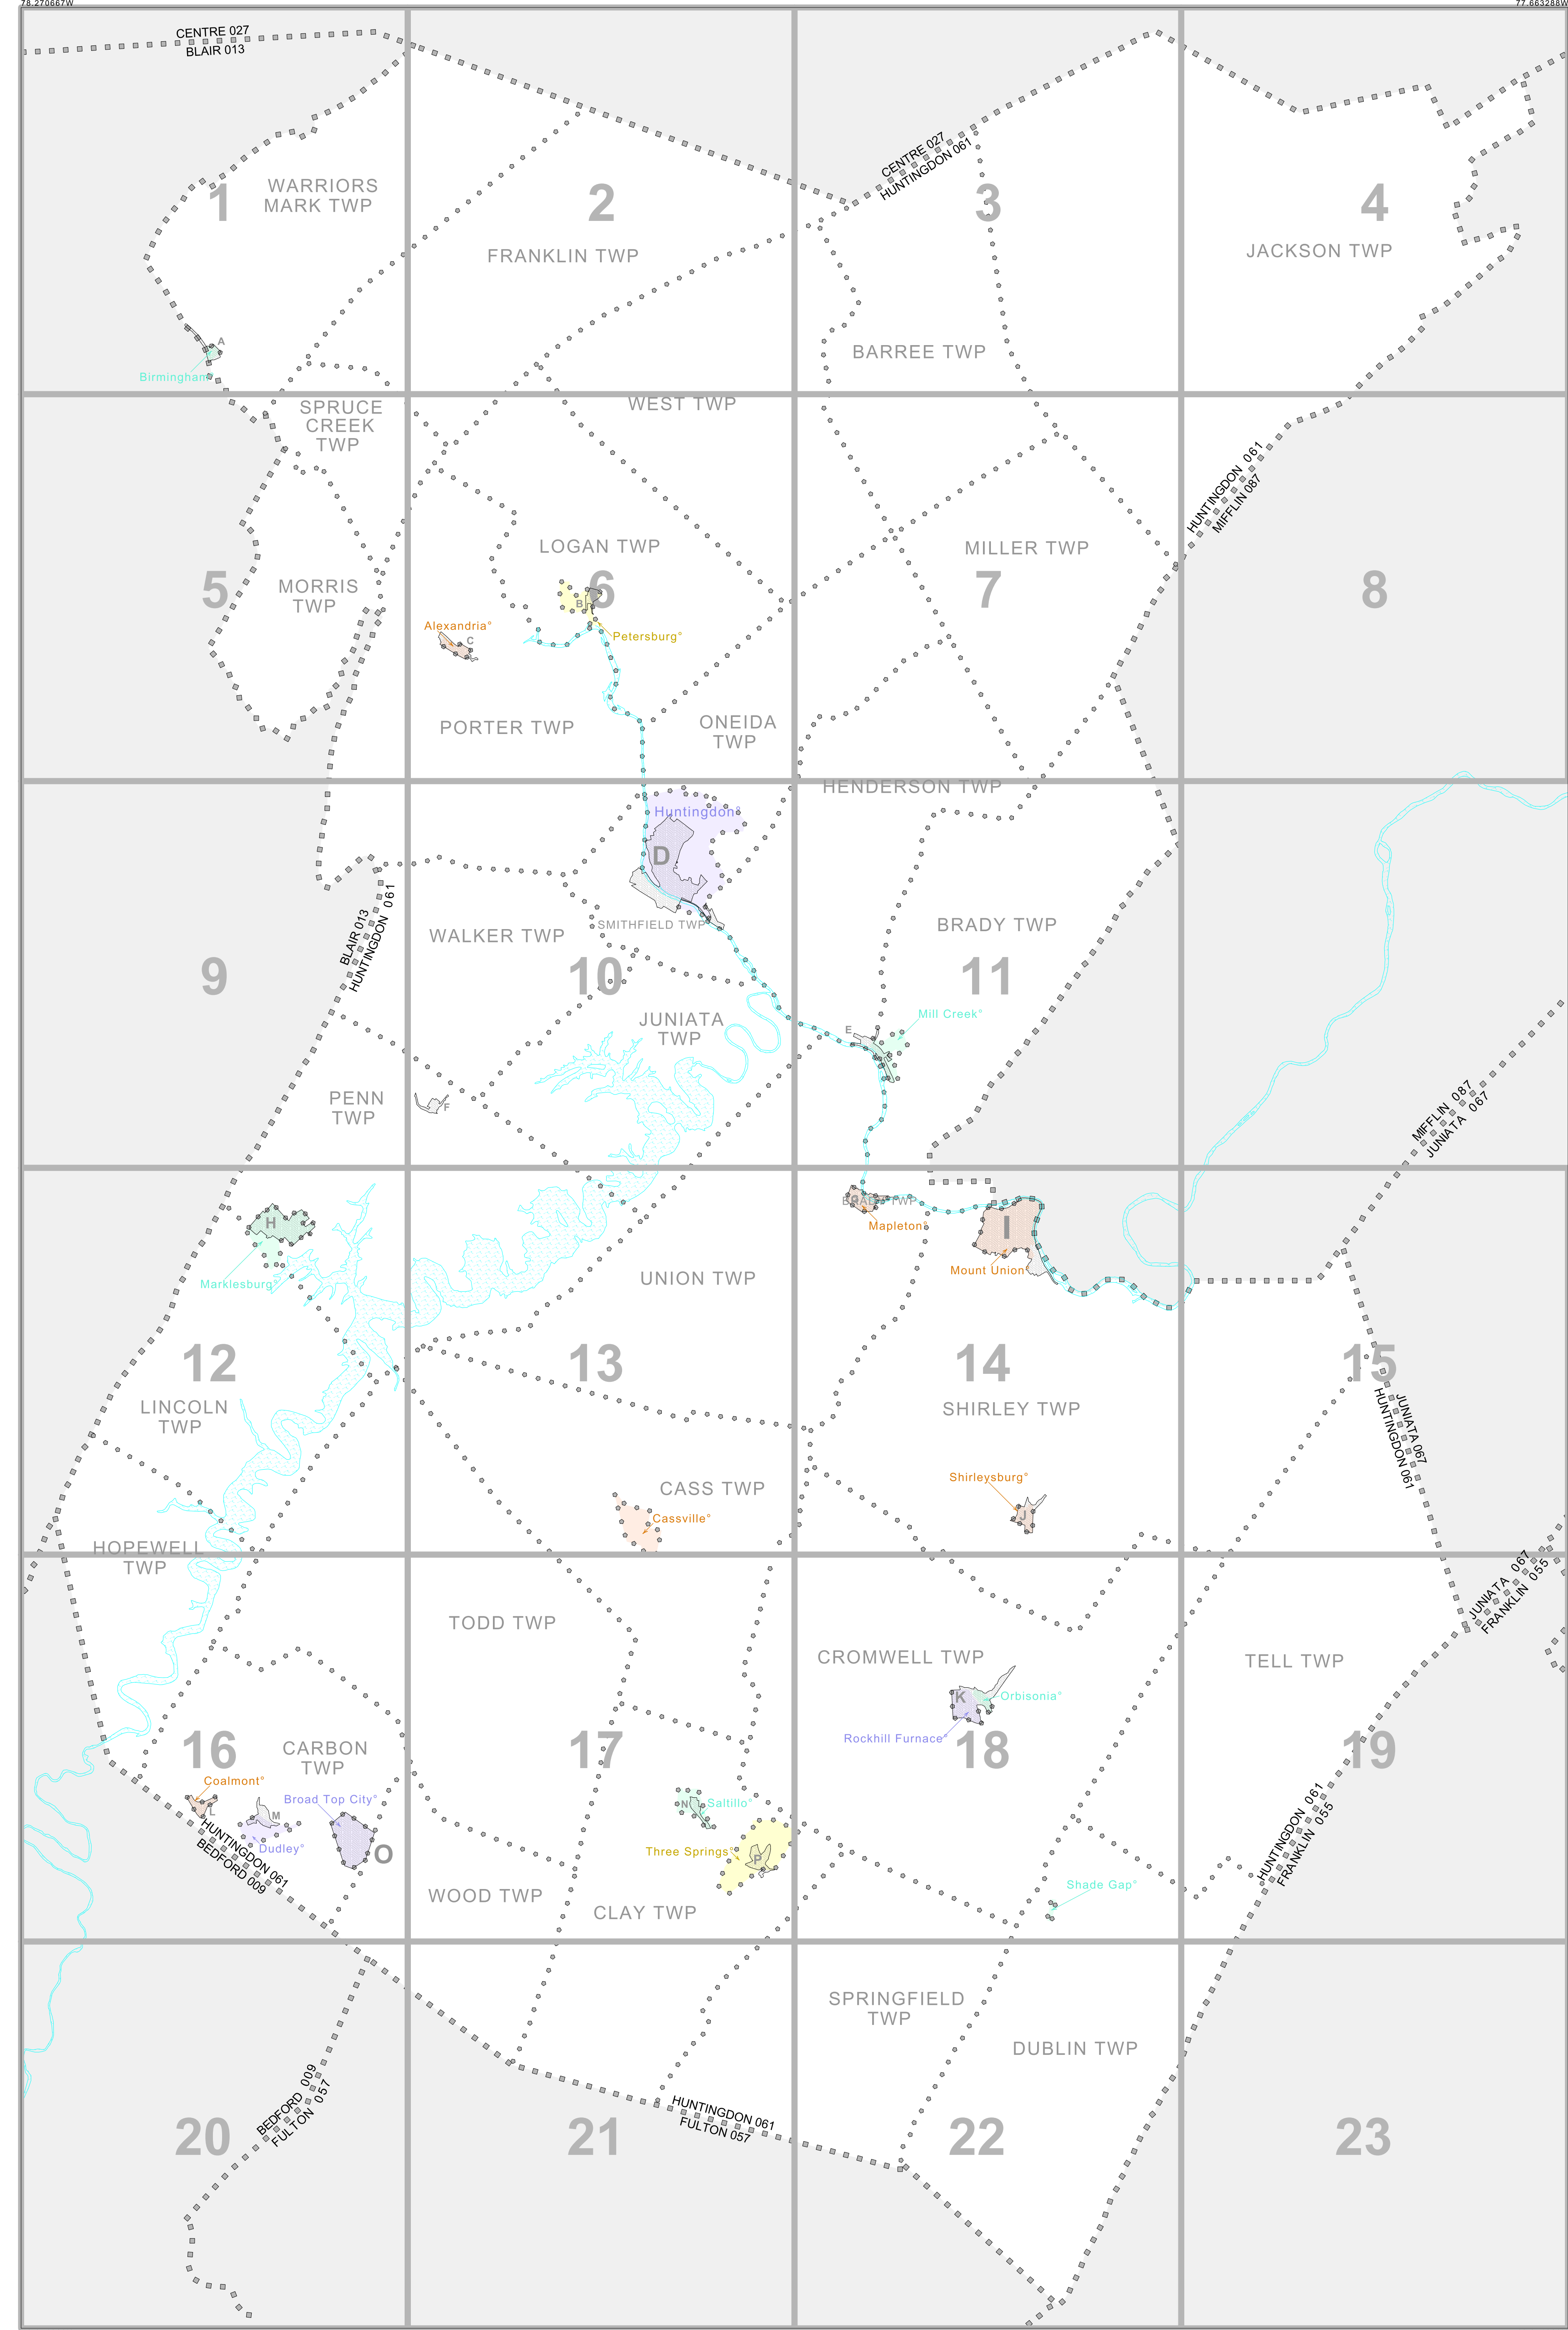 78.270667W
77.663288W
CENTRE 027
BLAIR 013
CENTRE 027
HUNTINGDON 061
1
WARRIORS
MARK TWP
2
FRANKLIN TWP
3
BARREE TWP
4
JACKSON TWP
A
Birmingham°
SPRUCE
CREEK
TWP
WEST TWP
HUNTINGDON 061
MIFFLIN 087
5
MORRIS
TWP
LOGAN TWP
6
B
Petersburg°
Alexandria°
C
MILLER TWP
7
8
PORTER TWP
ONEIDA
TWP
HENDERSON TWP
Huntingdon°
D
SMITHFIELD TWP
BLAIR 013
HUNTINGDON 061
WALKER TWP
BRADY TWP
9
10
11
JUNIATA
TWP
Mill Creek°
E
PENN
TWP
F
MIFFLIN 087
JUNIATA 067
H
Marklesburg°
BRADY TWP
G
Mapleton°
I
Mount Union°
UNION TWP
12
13
14
15
LINCOLN
TWP
SHIRLEY TWP
JUNIATA 067
HUNTINGDON 061
CASS TWP
Cassville°
Shirleysburg°
J
HOPEWELL
TWP
TODD TWP
CROMWELL TWP
TELL TWP
JUNIATA 067
FRANKLIN 055
K
Orbisonia°
Rockhill Furnace°
16
17
18
19
CARBON
TWP
Coalmont°
L
Broad Top City°
M
Dudley°
O
N
Saltillo°
Three Springs°
P
HUNTINGDON 061
BEDFORD 009
HUNTINGDON 061
FRANKLIN 055
WOOD TWP
CLAY TWP
Shade Gap°
SPRINGFIELD
TWP
DUBLIN TWP
BEDFORD 009
FULTON 057
HUNTINGDON 061
FULTON 057
20
21
22
23